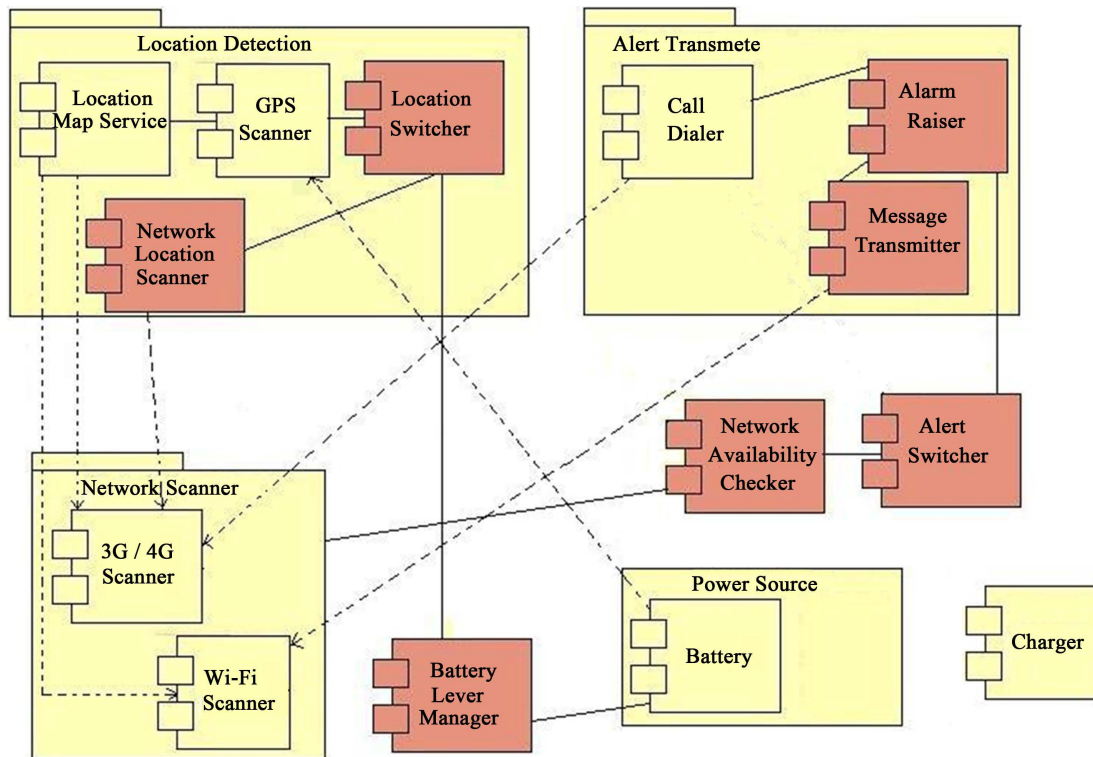 Location Detection
Location
Map Service
GPS
Scanner
Location
Switcher
Network
Location
Scanner
Alert Transmete
Call
Dialer
Alarm
Raiser
Message
Transmitter
Network
Availability
Checker
Alert
Switcher
Network Scanner
3G / 4G
Scanner
Wi-Fi
Scanner
Battery
Lever
Manager
Power Source
Battery
Charger